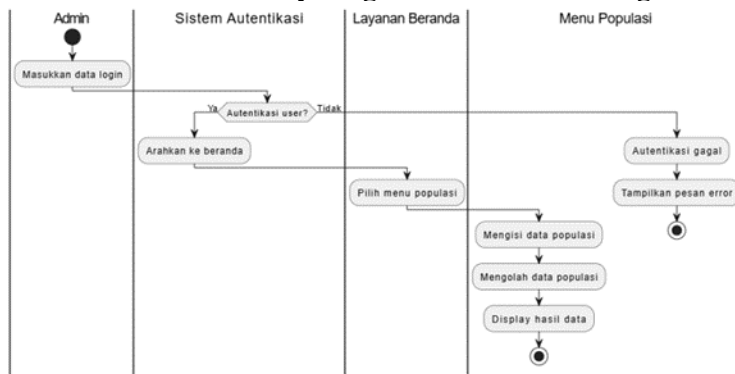 Admin
Sistem Autentikasi
Layanan Beranda
Menu Populasi
Masukkan data login
Ya
Autentikasi user?
Tidak
Arahkan ke beranda
Autentikasi gagal
Pilih menu populasi
Tampilkan pesan error
Mengisi data populasi
Mengolah data populasi
Display hasil data